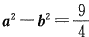 a² − b² = 9/4